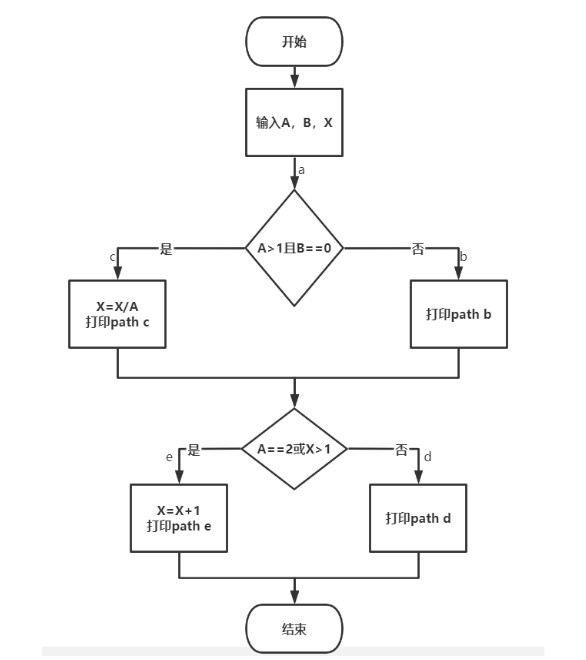 开始
输入A，B，X
a
A>1且B==0
是
否
c
b
X=X/A
打印path c
打印path b
A==2或X>1
是
否
e
d
X=X+1
打印path e
打印path d
结束